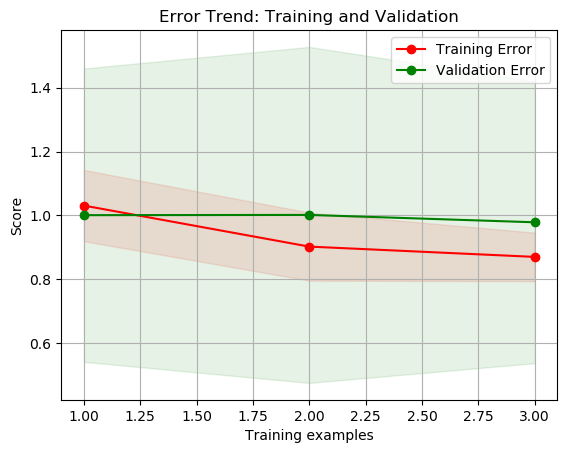 Error Trend: Training and Validation
Training Error
Validation Error
Score
1.4
1.2
1.0
0.8
0.6
1.00 1.25 1.50 1.75 2.00 2.25 2.50 2.75 3.00
Training examples